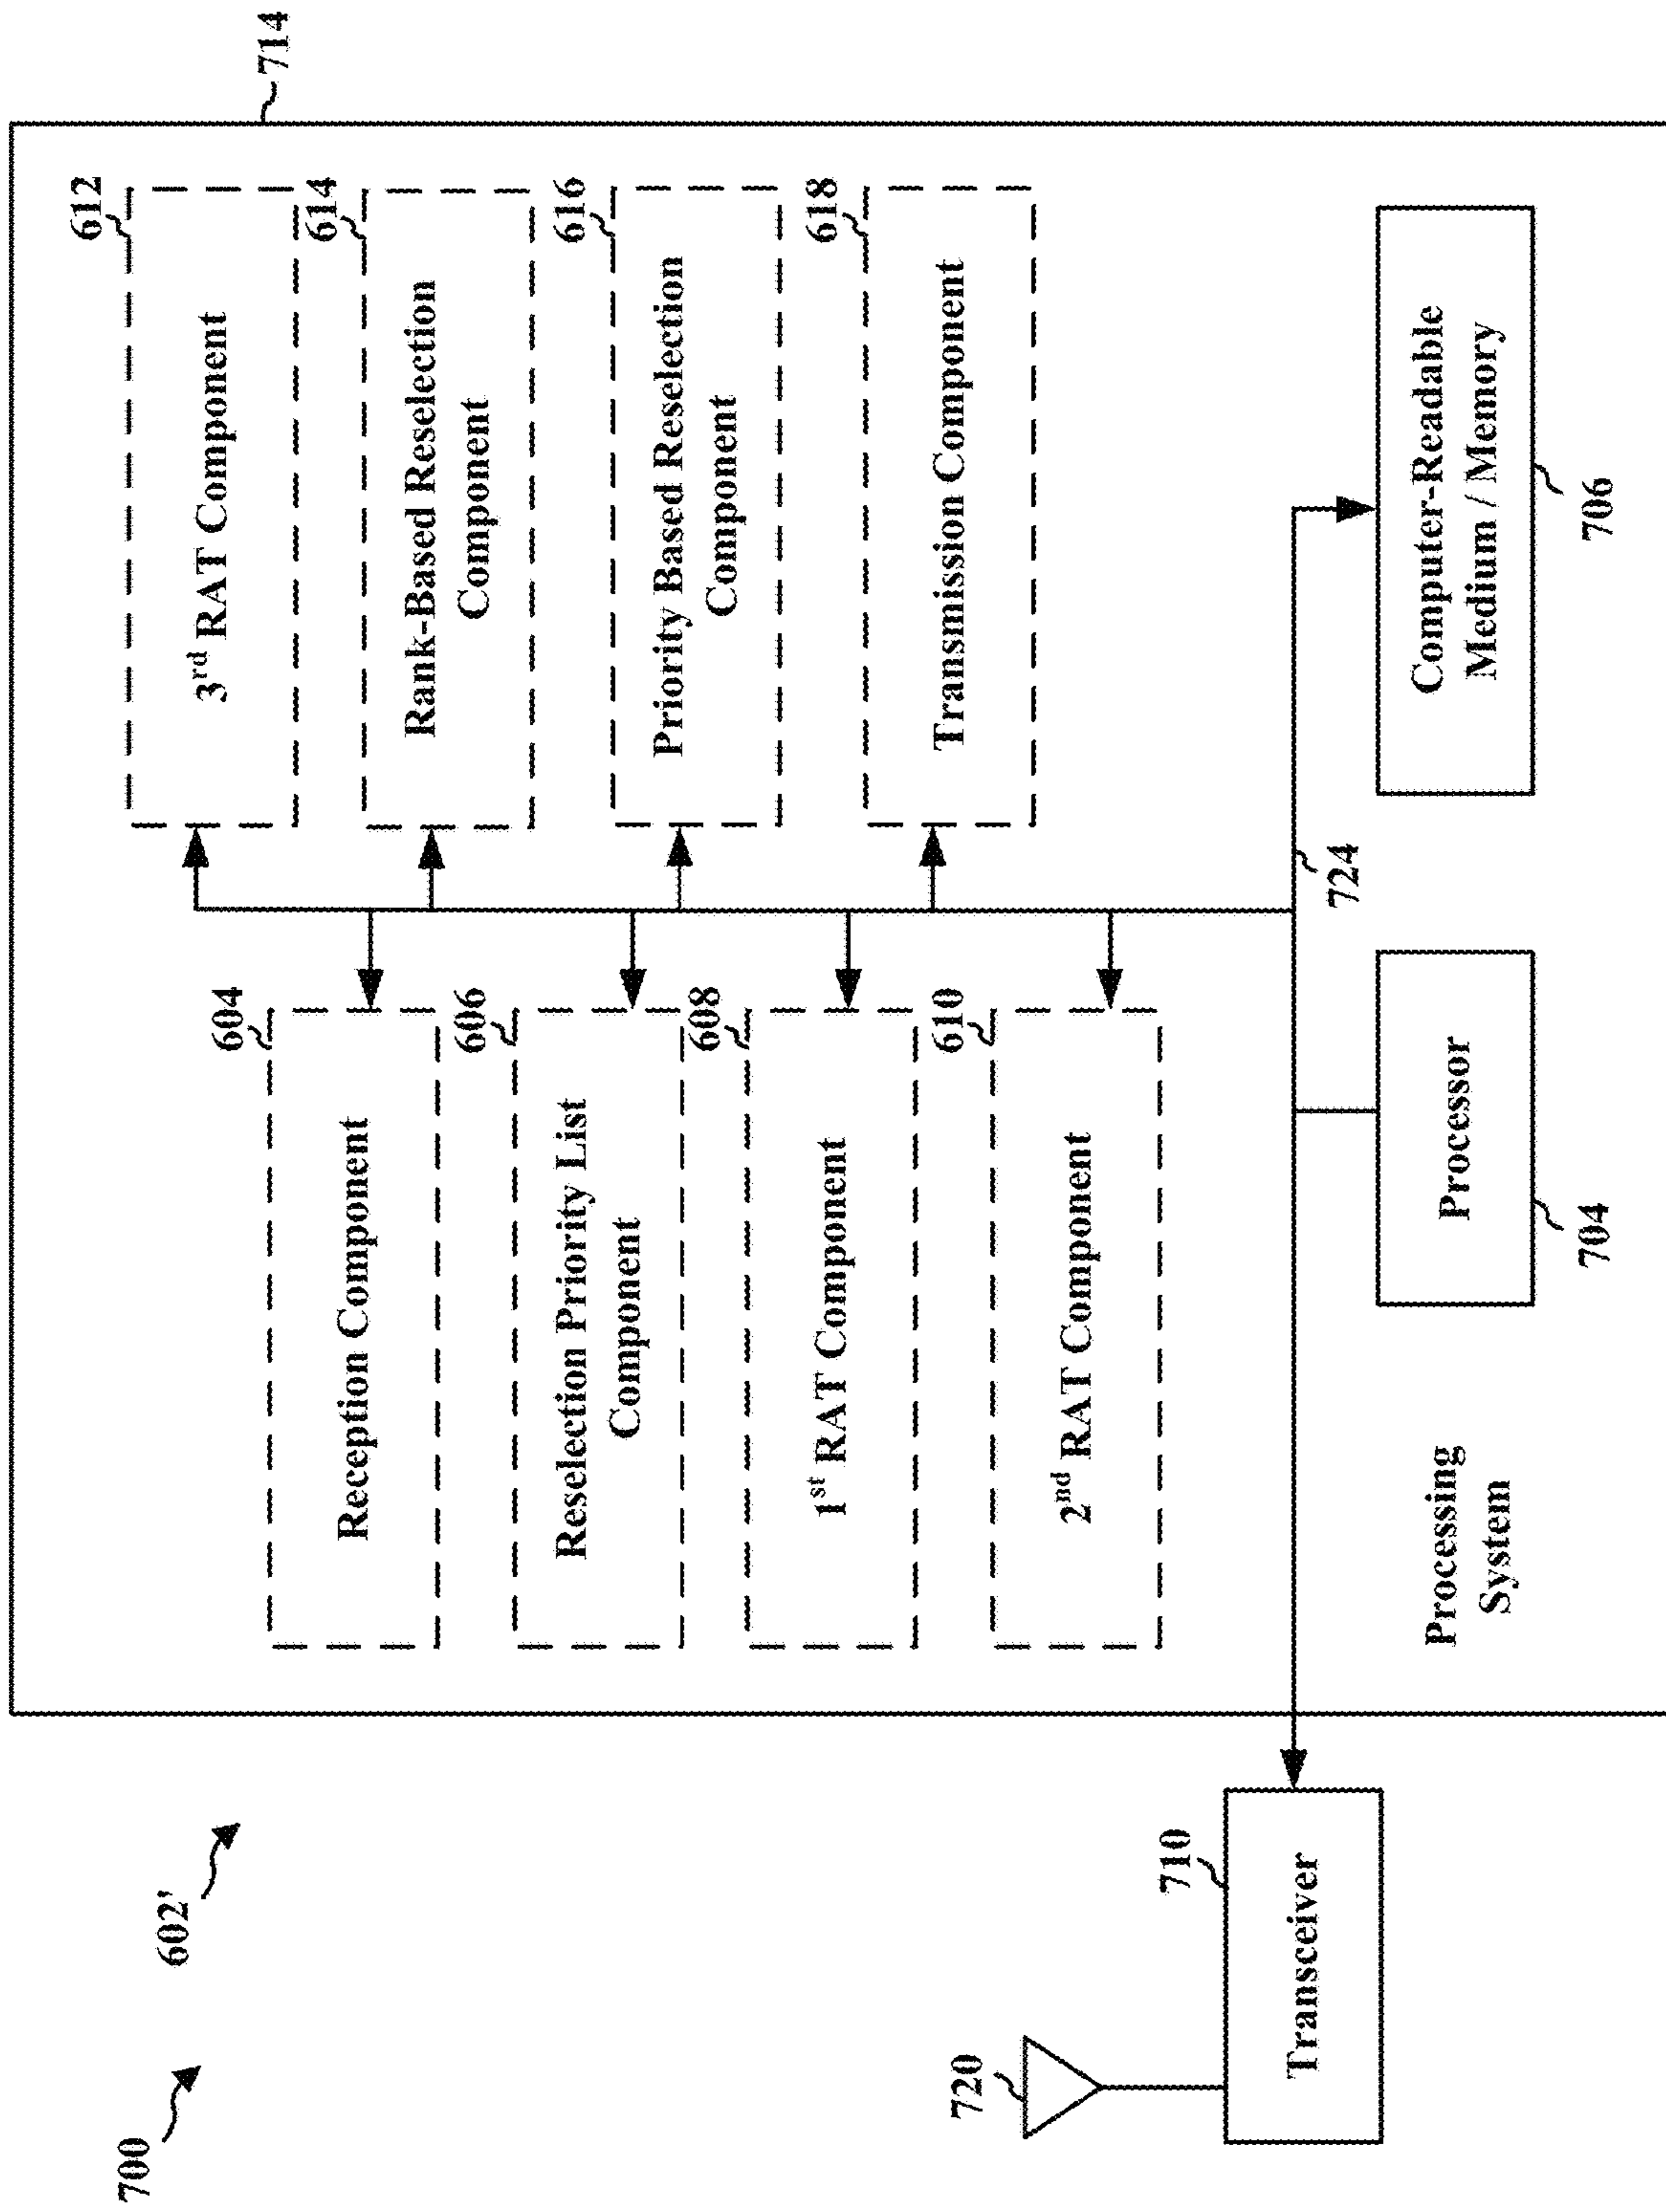 700
602'
714
604
Reception Component
606
Reselection Priority List
Component
608
1st RAT Component
610
2nd RAT Component
612
3rd RAT Component
614
Rank-Based Reselection
Component
616
Priority Based Reselection
Component
618
Transmission Component
720
710
Transceiver
Processing
System
Processor
704
724
Computer-Readable
Medium / Memory
706